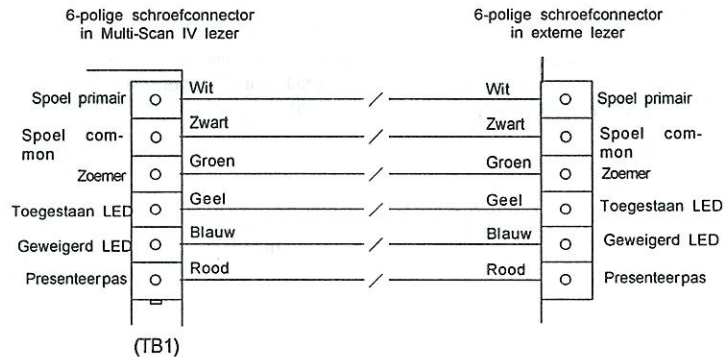 6-polige schroefconnector
in Multi-Scan IV lezer
6-polige schroefconnector
in externe lezer
Spoel primair
Wit
Wit
Spoel primair
Spoel com-
mon
Zwart
Zwart
Spoel com-
mon
Zoemer
Groen
Groen
Zoemer
Toegestaan LED
Geel
Geel
Toegestaan LED
Geweigerd LED
Blauw
Blauw
Geweigerd LED
Presenteerpas
Rood
Rood
Presenteerpas
(TB1)